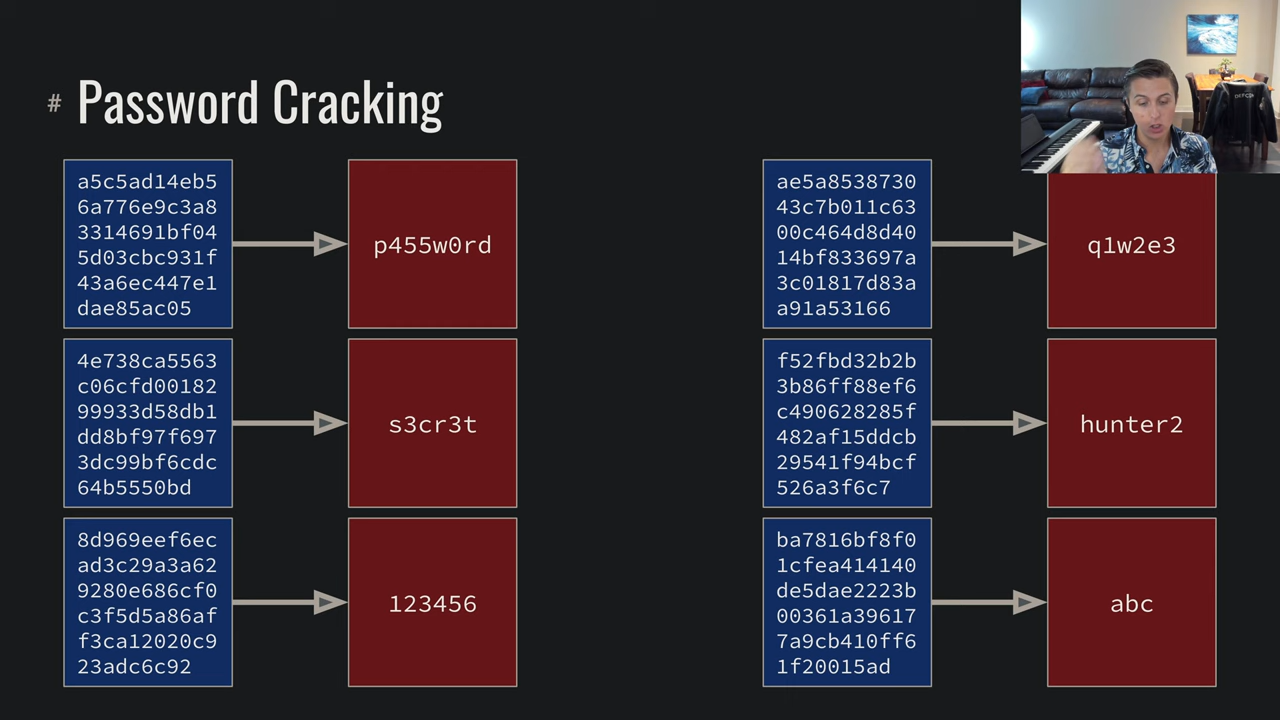 # Password Cracking
a5c5ad14eb5
6a776e9c3a8
3314691bf04
5d03cbc931f
43a6ec447e1
dae85ac05
p455w0rd
ae5a8538730
43c7b011c63
00c464d8d40
14bf833697a
3c01817d83a
a91a53166
q1w2e3
4e738ca5563
c06cfd00182
99933d58db1
dd8bf97f697
3dc99bf6cdc
64b5550bd
s3cr3t
f52fbd32b2b
3b86ff88ef6
c490628285f
482af15ddcb
29541f94bcf
526a3f6c7
hunter2
8d969eef6ec
ad3c29a3a62
9280e686cf0
c3f5d5a86af
f3ca12020c9
23adc6c92
123456
ba7816bf8f0
1cfea414140
de5dae2223b
00361a39617
7a9cb410ff6
1f20015ad
abc